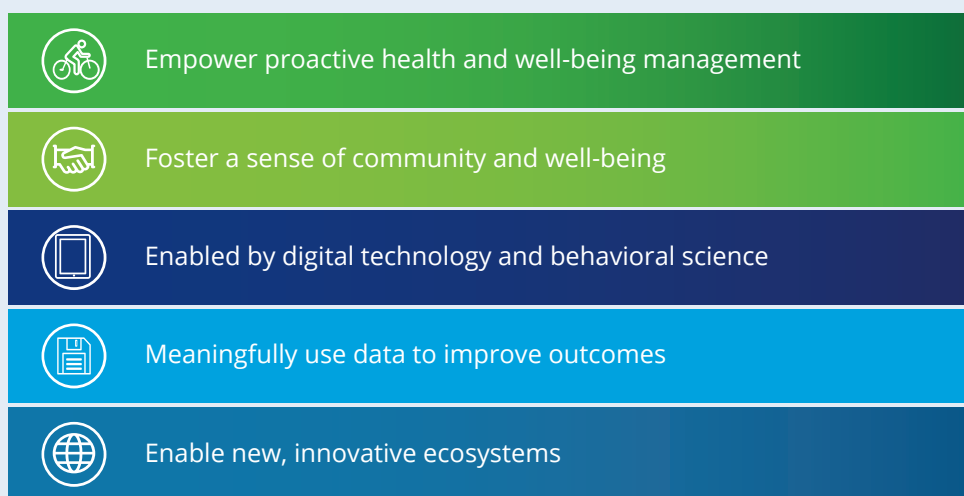 Empower proactive health and well-being management
Foster a sense of community and well-being
Enabled by digital technology and behavioral science
Meaningfully use data to improve outcomes
Enable new, innovative ecosystems